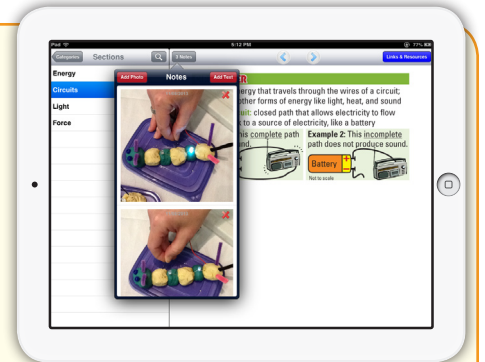 iPad
5:12 PM
77%
Categories
Sections
3 Notes
Links & Resources
Energy
Circuits
Light
Force
Add Photo
Notes
Add Text
ER
ergy that travels through the wires of a circuit;
other forms of energy like light, heat, and sound
uit: closed path that allows electricity to flow
k to a source of electricity, like a battery
his complete path
und.
Example 2: This incomplete
path does not produce sound.
Battery
+
−
Not to scale